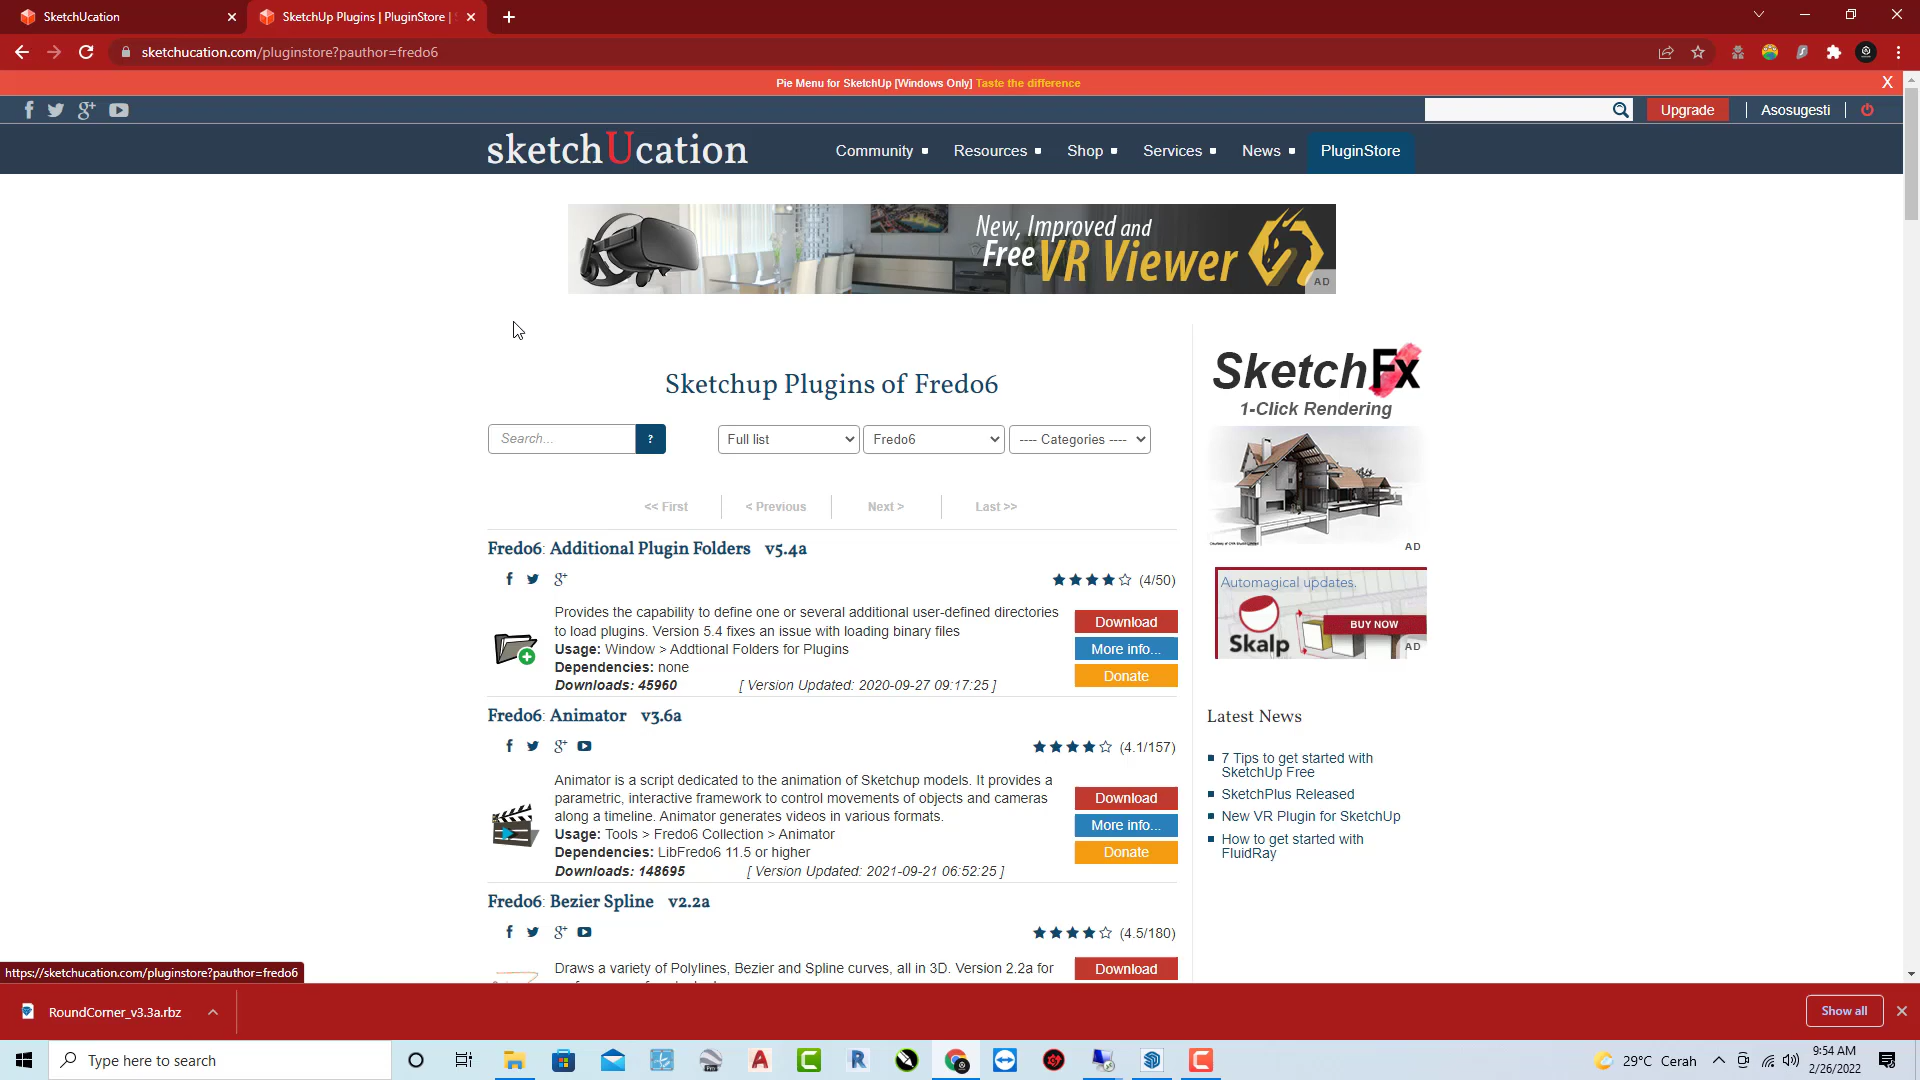 SketchUcation
SketchUp Plugins | PluginStore |
sketchucation.com/pluginstore?pauthor=fredo6
Pie Menu for SketchUp [Windows Only] Taste the difference
X
Upgrade
Asosugesti
sketchUcation
Community
Resources
Shop
Services
News
PluginStore
New, Improved and
Free VR Viewer
AD
Sketchup Plugins of Fredo6
Search...
?
Full list
Fredo6
---- Categories ----
<< First
< Previous
Next >
Last >>
Fredo6: Additional Plugin Folders v5.4a
(4/50)
Provides the capability to define one or several additional user-defined directories
to load plugins. Version 5.4 fixes an issue with loading binary files
Usage: Window > Addtional Folders for Plugins
Dependencies: none
Downloads: 45960 [ Version Updated: 2020-09-27 09:17:25 ]
Download
More info...
Donate
Fredo6: Animator v3.6a
(4.1/157)
Animator is a script dedicated to the animation of Sketchup models. It provides a
parametric, interactive framework to control movements of objects and cameras
along a timeline. Animator generates videos in various formats.
Usage: Tools > Fredo6 Collection > Animator
Dependencies: LibFredo6 11.5 or higher
Downloads: 148695 [ Version Updated: 2021-09-21 06:52:25 ]
Download
More info...
Donate
Fredo6: Bezier Spline v2.2a
(4.5/180)
Draws a variety of Polylines, Bezier and Spline curves, all in 3D. Version 2.2a for
Download
SketchFx
1-Click Rendering
AD
Automagical updates.
Skalp
BUY NOW
AD
Latest News
7 Tips to get started with
SketchUp Free
SketchPlus Released
New VR Plugin for SketchUp
How to get started with
FluidRay
https://sketchucation.com/pluginstore?pauthor=fredo6
RoundCorner_v3.3a.rbz
Show all
Type here to search
29°C Cerah
9:54 AM
2/26/2022